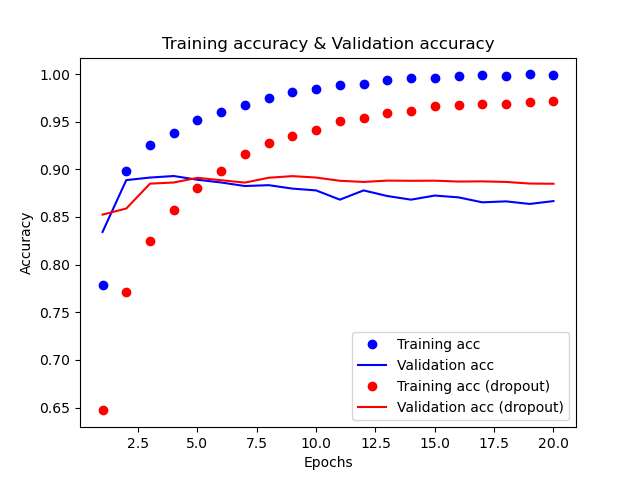 Training accuracy & Validation accuracy
1.00
0.95
0.90
0.85
0.80
0.75
0.70
0.65
Accuracy
Training acc
Validation acc
Training acc (dropout)
Validation acc (dropout)
2.5 5.0 7.5 10.0 12.5 15.0 17.5 20.0
Epochs